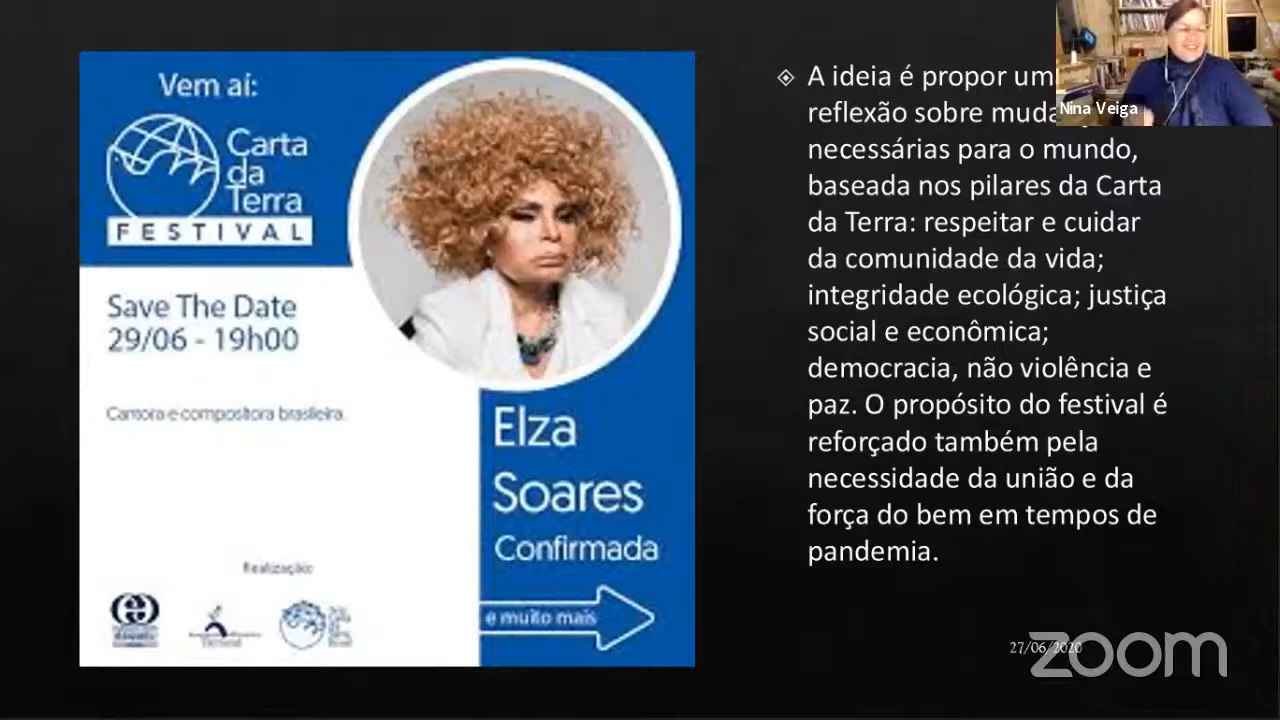 Vem aí:
Carta
da
Terra
FESTIVAL
Save The Date
29/06 - 19h00
Cantora e compositora brasileira.
Elza
Soares
Confirmada
e muito mais
Realização:
A ideia é propor
reflexão sobre
necessárias para o mundo,
baseada nos pilares da Carta
da Terra: respeitar e cuidar
da comunidade da vida;
integridade ecológica; justiça
social e econômica;
democracia, não violência e
paz. O propósito do festival é
reforçado também pela
necessidade da união e da
força do bem em tempos de
pandemia.
Nina Veiga
27/06/2020
zoom